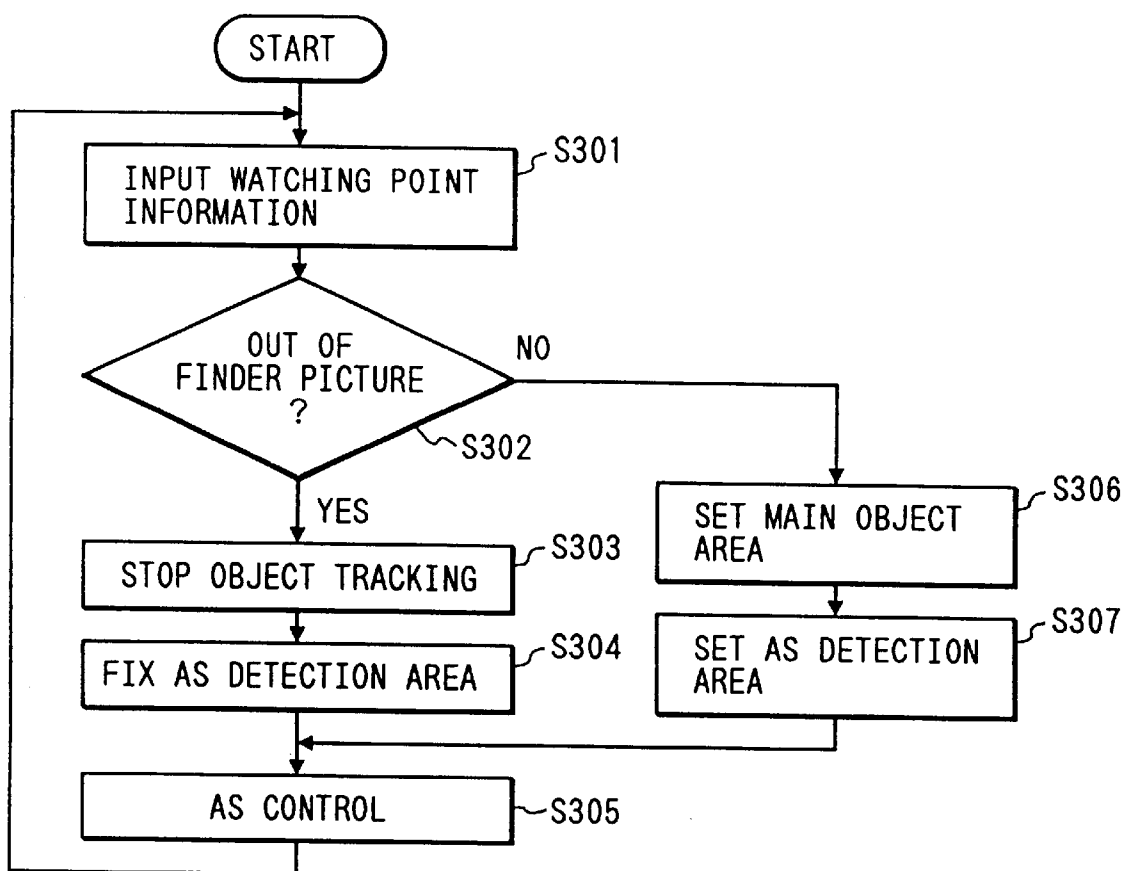 START
INPUT WATCHING POINT
INFORMATION
S301
OUT OF
FINDER PICTURE
?
S302
NO
YES
STOP OBJECT TRACKING
S303
FIX AS DETECTION AREA
S304
SET MAIN OBJECT
AREA
S306
SET AS DETECTION
AREA
S307
AS CONTROL
S305